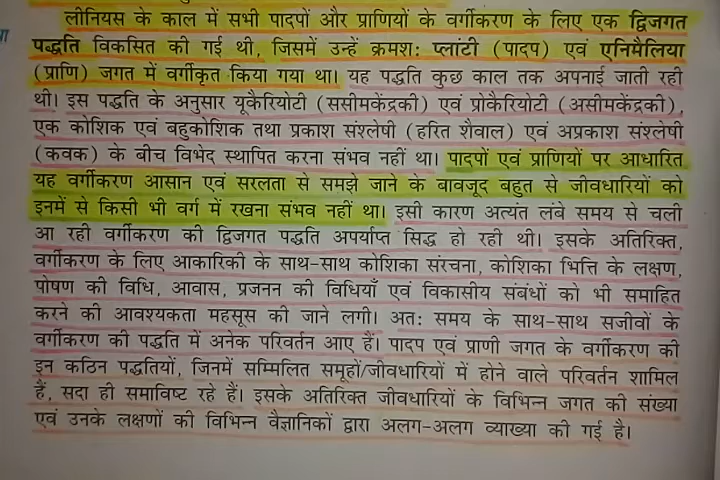 लीनियस के काल में सभी पादपों और प्राणियों के वर्गीकरण के लिए एक द्विजगत
पद्धति विकसित की गई थी, जिसमें उन्हें क्रमशः प्लांटी (पादप) एवं एनिमैलिया
(प्राणि) जगत में वर्गीकृत किया गया था। यह पद्धति कुछ काल तक अपनाई जाती रही
थी। इस पद्धति के अनुसार यूकैरियोटी (ससीमकेंद्रकी) एवं प्रोकैरियोटी (असीमकेंद्रकी),
एक कोशिक एवं बहुकोशिक तथा प्रकाश संश्लेषी (हरित शैवाल) एवं अप्रकाश संश्लेषी
(कवक) के बीच विभेद स्थापित करना संभव नहीं था। पादपों एवं प्राणियों पर आधारित
यह वर्गीकरण आसान एवं सरलता से समझे जाने के बावजूद बहुत से जीवधारियों को
इनमें से किसी भी वर्ग में रखना संभव नहीं था। इसी कारण अत्यंत लंबे समय से चली
आ रही वर्गीकरण की द्विजगत पद्धति अपर्याप्त सिद्ध हो रही थी। इसके अतिरिक्त,
वर्गीकरण के लिए आकारिकी के साथ-साथ कोशिका संरचना, कोशिका भित्ति के लक्षण,
पोषण की विधि, आवास, प्रजनन की विधियाँ एवं विकासीय संबंधों को भी समाहित
करने की आवश्यकता महसूस की जाने लगी। अतः समय के साथ-साथ सजीवों के
वर्गीकरण की पद्धति में अनेक परिवर्तन आए हैं। पादप एवं प्राणी जगत के वर्गीकरण की
इन कठिन पद्धतियों, जिनमें सम्मिलित समूहों/जीवधारियों में होने वाले परिवर्तन शामिल
हैं, सदा ही समाविष्ट रहे हैं। इसके अतिरिक्त जीवधारियों के विभिन्न जगत की संख्या
एवं उनके लक्षणों की विभिन्न वैज्ञानिकों द्वारा अलग-अलग व्याख्या की गई है।